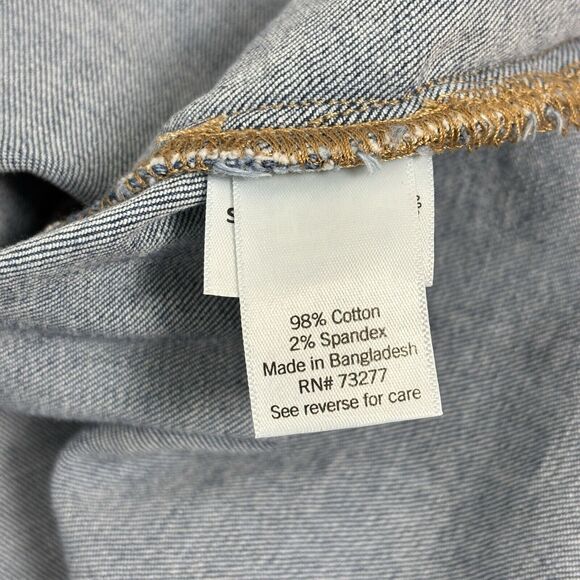 98% Cotton
2% Spandex
Made in Bangladesh
RN# 73277
See reverse for care